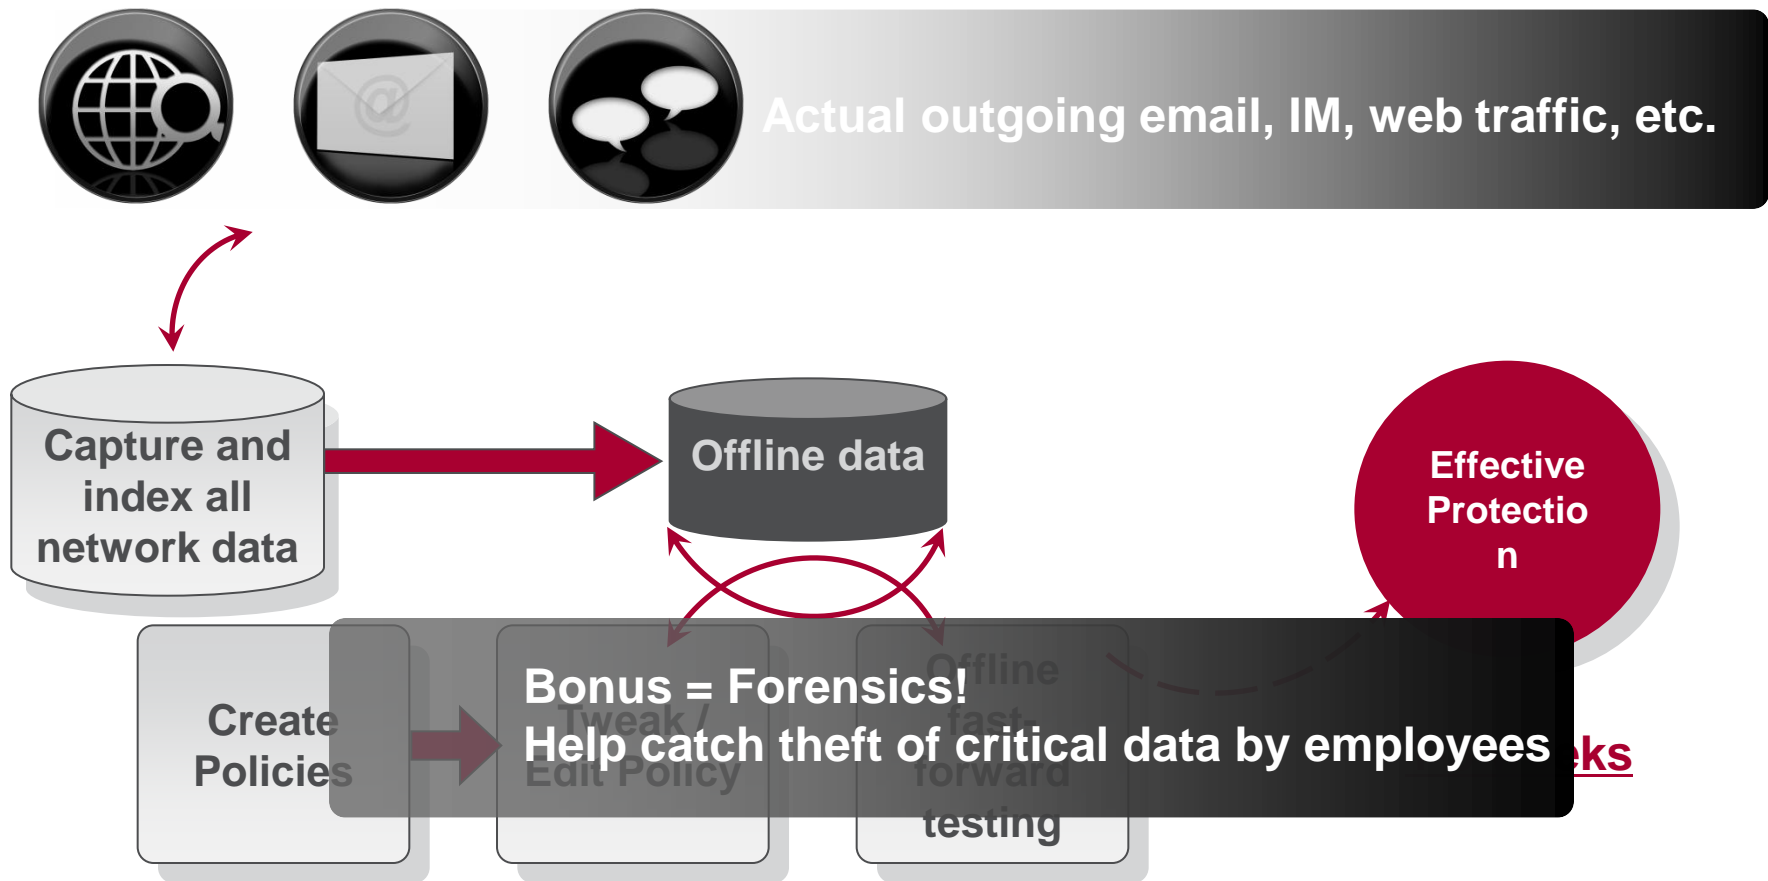 Actual outgoing email, IM, web traffic, etc.
Capture and
index all
network data
Offline data
Effective
Protectio
n
Create
Policies
Tweak /
Edit Policy
Offline
fast-
forward
testing
Bonus = Forensics!
Help catch theft of critical data by employees